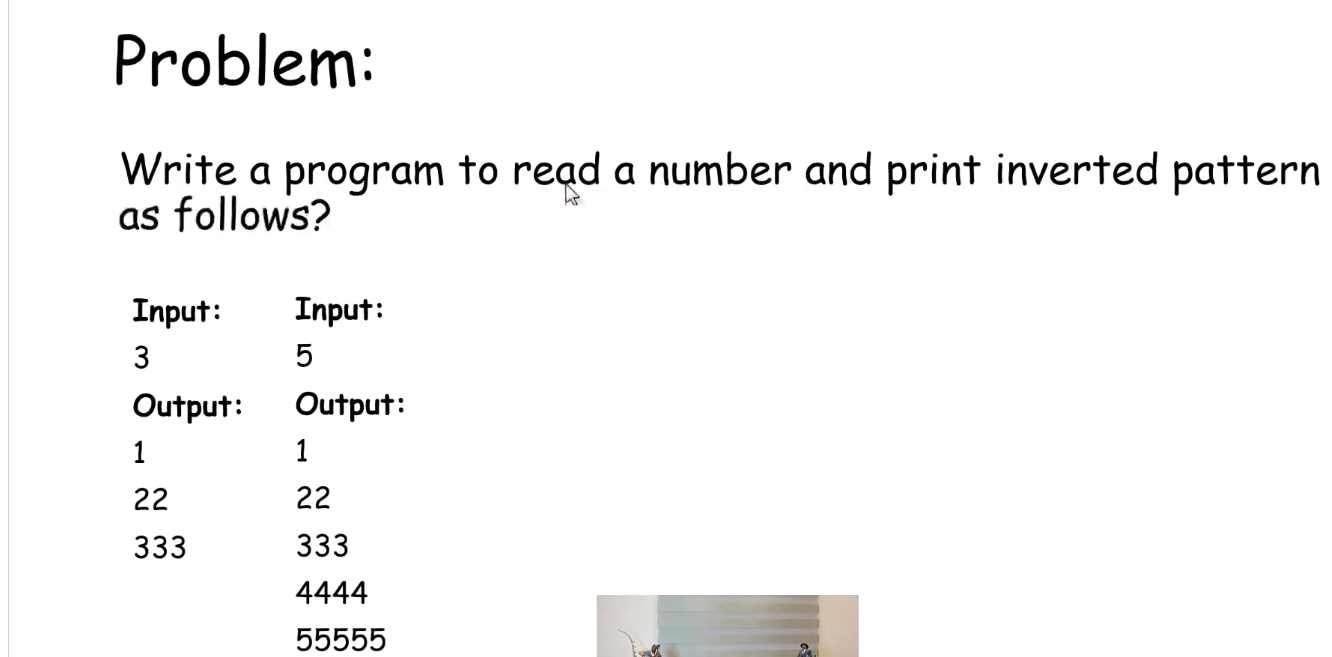 Problem:
Write a program to read a number and print inverted pattern
as follows?
Input:
3
Output:
1
22
333
Input:
5
Output:
1
22
333
4444
55555